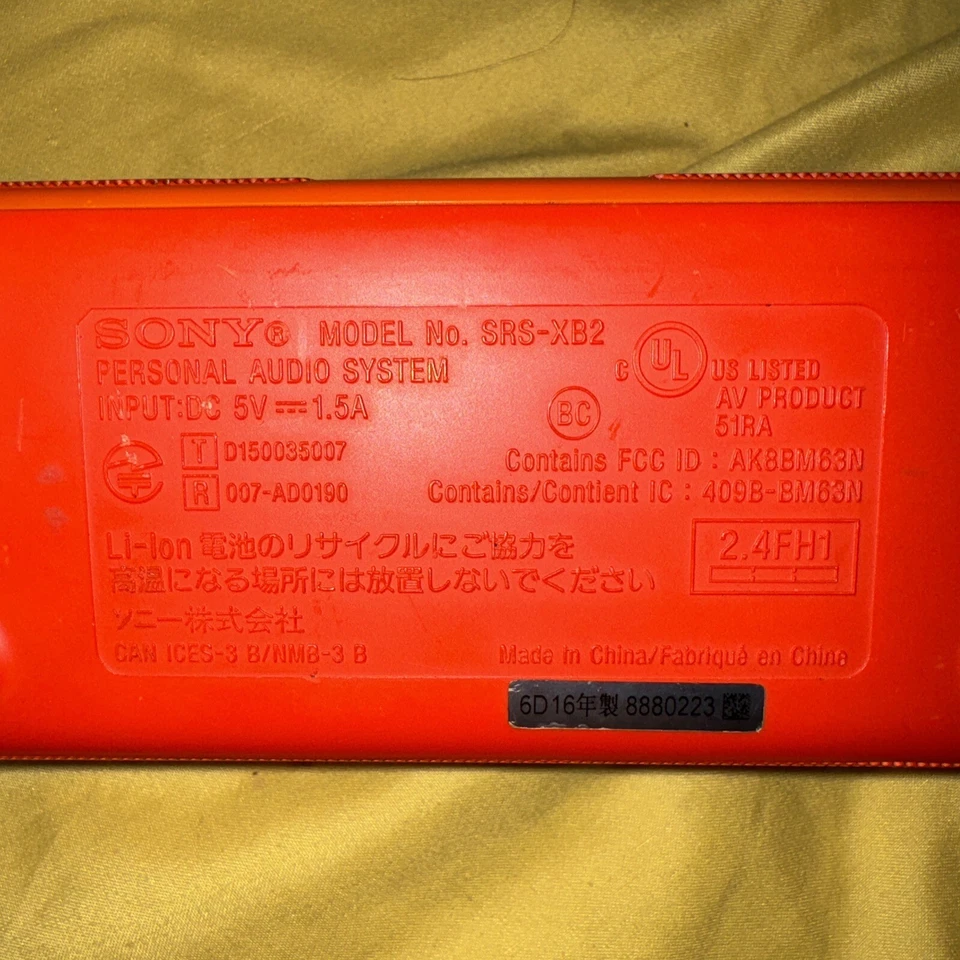 SONY® MODEL No. SRS-XB2
PERSONAL AUDIO SYSTEM
INPUT:DC 5V⎓1.5A
C UL US LISTED
AV PRODUCT
51RA
BC
T D150035007
R 007-AD0190
Contains FCC ID : AK8BM63N
Contains/Contient IC : 409B-BM63N
Li-ion 電池のリサイクルにご協力を
高温になる場所には放置しないでください
ソニー株式会社
2.4FH1
CAN ICES-3 B/NMB-3 B
Made in China/Fabriqué en Chine
6D16年製 8880223